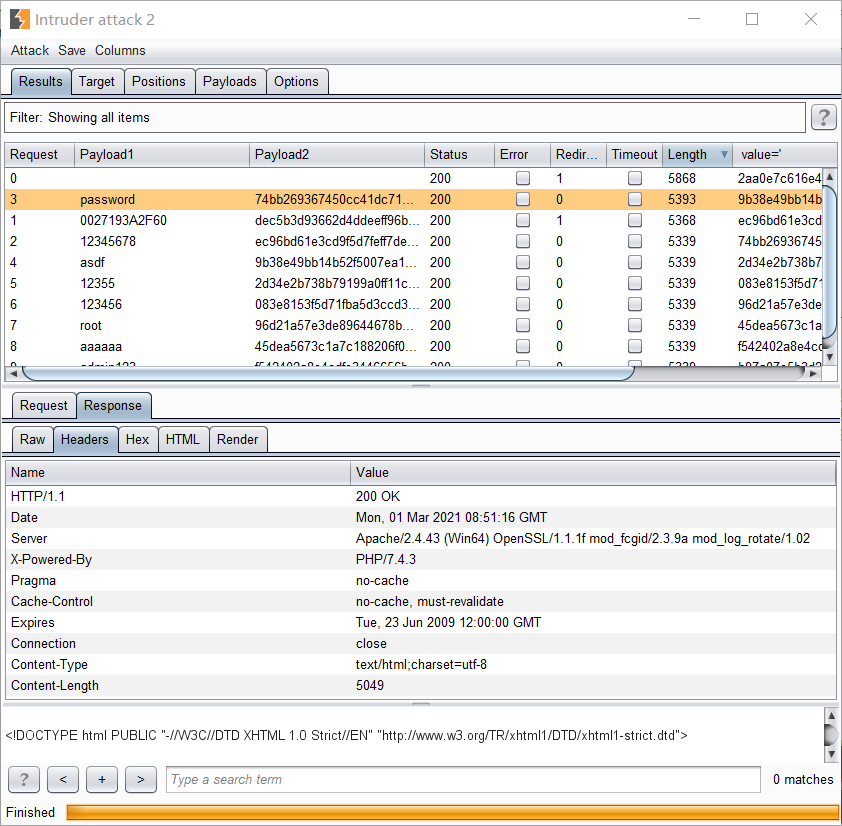 Intruder attack 2
Attack Save Columns
Results Target Positions Payloads Options
Filter: Showing all items ?
Request Payload1 Payload2 Status Error Redir... Timeout Length value='
0 200 1 5868 2aa0e7c616e4
3 password 74bb269367450cc41dc71... 200 0 5393 9b38e49bb14b
1 0027193A2F60 dec5b3d93662d4ddeeff96b... 200 1 5368 ec96bd61e3cd
2 12345678 ec96bd61e3cd9f5d7feff7de... 200 0 5339 74bb26936745
4 asdf 9b38e49bb14b52f5007ea1... 200 0 5339 2d34e2b738b7
5 12355 2d34e2b738b79199a0ff11c... 200 0 5339 083e8153f5d71
6 123456 083e8153f5d71fba5d3ccd3... 200 0 5339 96d21a57e3de
7 root 96d21a57e3de89644678b... 200 0 5339 45dea5673c1a
8 aaaaaa 45dea5673c1a7c188206f0... 200 0 5339 f542402a8e4cd
Request Response
Raw Headers Hex HTML Render
Name Value
HTTP/1.1 200 OK
Date Mon, 01 Mar 2021 08:51:16 GMT
Server Apache/2.4.43 (Win64) OpenSSL/1.1.1f mod_fcgid/2.3.9a mod_log_rotate/1.02
X-Powered-By PHP/7.4.3
Pragma no-cache
Cache-Control no-cache, must-revalidate
Expires Tue, 23 Jun 2009 12:00:00 GMT
Connection close
Content-Type text/html;charset=utf-8
Content-Length 5049
<!DOCTYPE html PUBLIC "-//W3C//DTD XHTML 1.0 Strict//EN" "http://www.w3.org/TR/xhtml1/DTD/xhtml1-strict.dtd">
? < + > Type a search term 0 matches
Finished